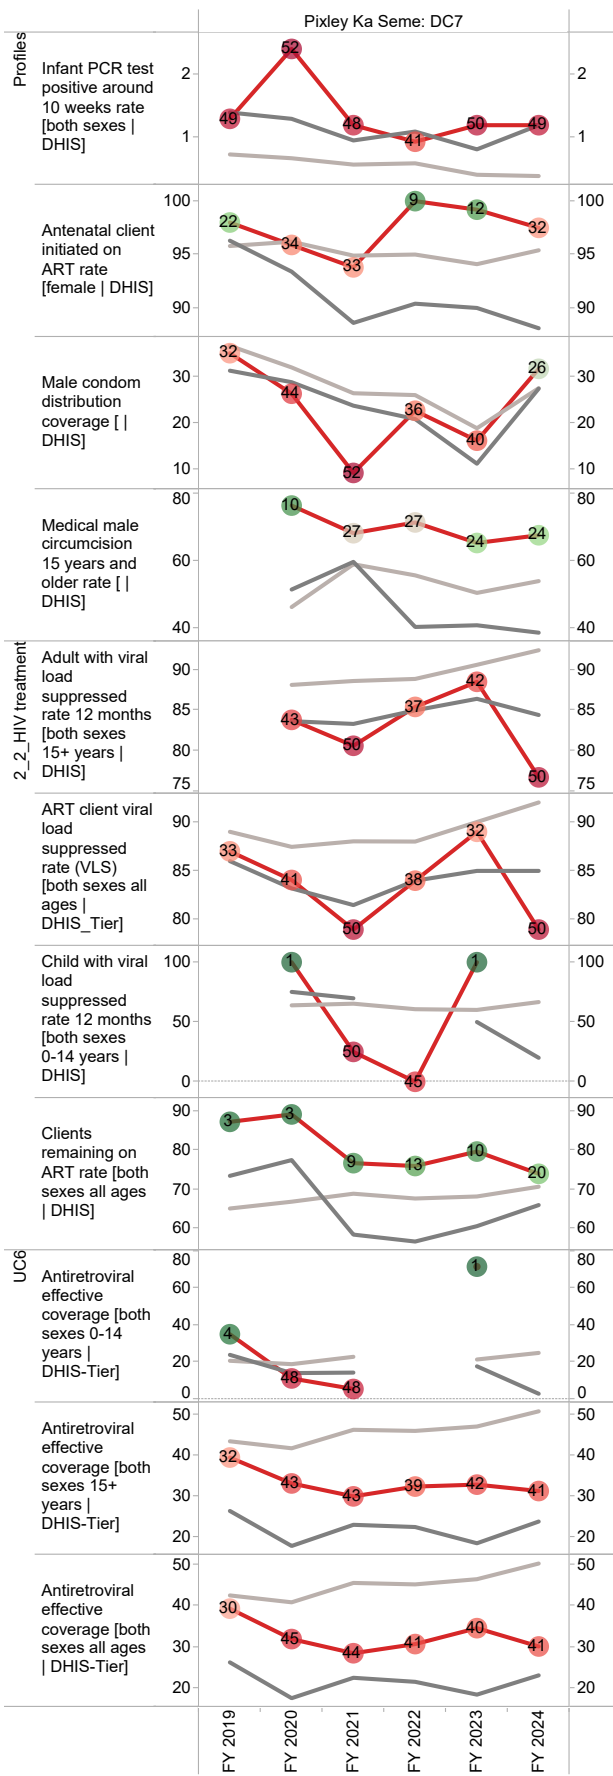 Pixley Ka Seme: DC7
Profiles
Infant PCR test
positive around
10 weeks rate
[both sexes |
DHIS]
2
1
49
52
48
41
50
49
2
1
Antenatal client
initiated on
ART rate
[female | DHIS]
100
95
90
22
34
33
9
12
32
100
95
90
Male condom
distribution
coverage [ |
DHIS]
30
20
10
32
44
52
36
40
26
30
20
10
Medical male
circumcision
15 years and
older rate [ |
DHIS]
80
60
40
10
27
27
24
24
80
60
40
2_2_HIV treatment
Adult with viral
load
suppressed
rate 12 months
[both sexes
15+ years |
DHIS]
90
85
80
75
43
50
37
42
50
90
85
80
75
ART client viral
load
suppressed
rate (VLS)
[both sexes all
ages |
DHIS_Tier]
90
85
80
33
41
50
38
32
50
90
85
80
Child with viral
load
suppressed
rate 12 months
[both sexes
0-14 years |
DHIS]
100
50
0
1
50
45
1
100
50
0
Clients
remaining on
ART rate [both
sexes all ages
| DHIS]
90
80
70
60
3
3
9
13
10
20
90
80
70
60
UC6
Antiretroviral
effective
coverage [both
sexes 0-14
years |
DHIS-Tier]
80
60
40
20
0
4
48
48
1
80
60
40
20
0
Antiretroviral
effective
coverage [both
sexes 15+
years |
DHIS-Tier]
50
40
30
20
32
43
43
39
42
41
50
40
30
20
Antiretroviral
effective
coverage [both
sexes all ages
| DHIS-Tier]
50
40
30
20
30
45
44
41
40
41
50
40
30
20
FY 2019
FY 2020
FY 2021
FY 2022
FY 2023
FY 2024